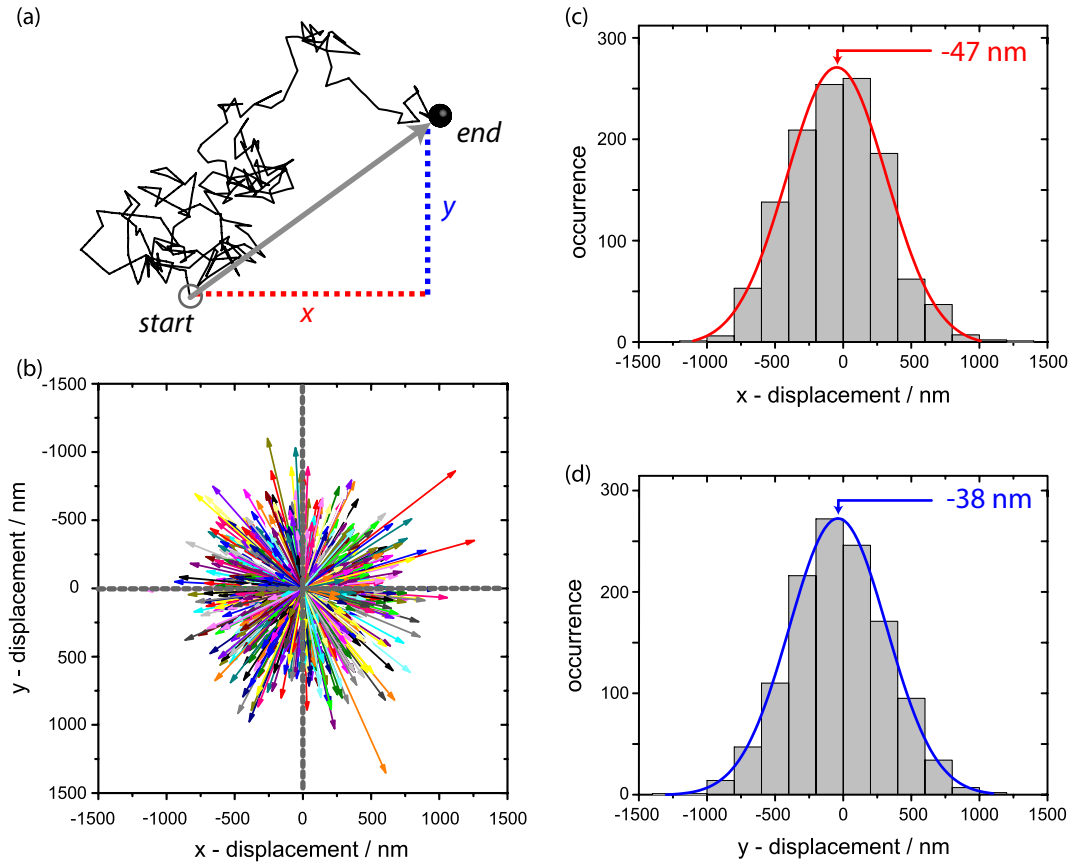 (a)
end
y
x
start
(b)
-1500
-1000
-500
0
500
1000
1500
y - displacement / nm
-1500 -1000 -500 0 500 1000 1500
x - displacement / nm
(c)
300
200
100
0
occurrence
-47 nm
-1500 -1000 -500 0 500 1000 1500
x - displacement / nm
(d)
300
200
100
0
occurrence
-38 nm
-1500 -1000 -500 0 500 1000 1500
y - displacement / nm